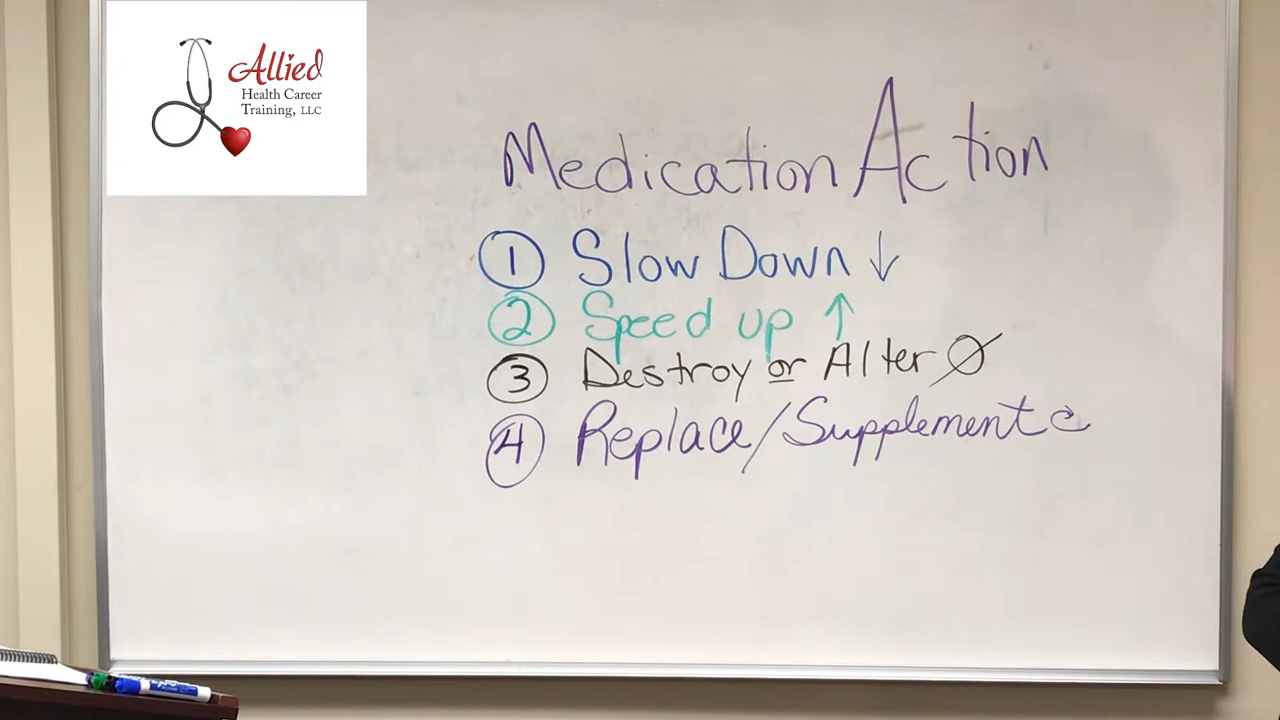 Allied
Health Career
Training, LLC
Medication Action
1 Slow Down ↓
2 Speed up ↑
3 Destroy or Alter Ø
4 Replace/Supplement